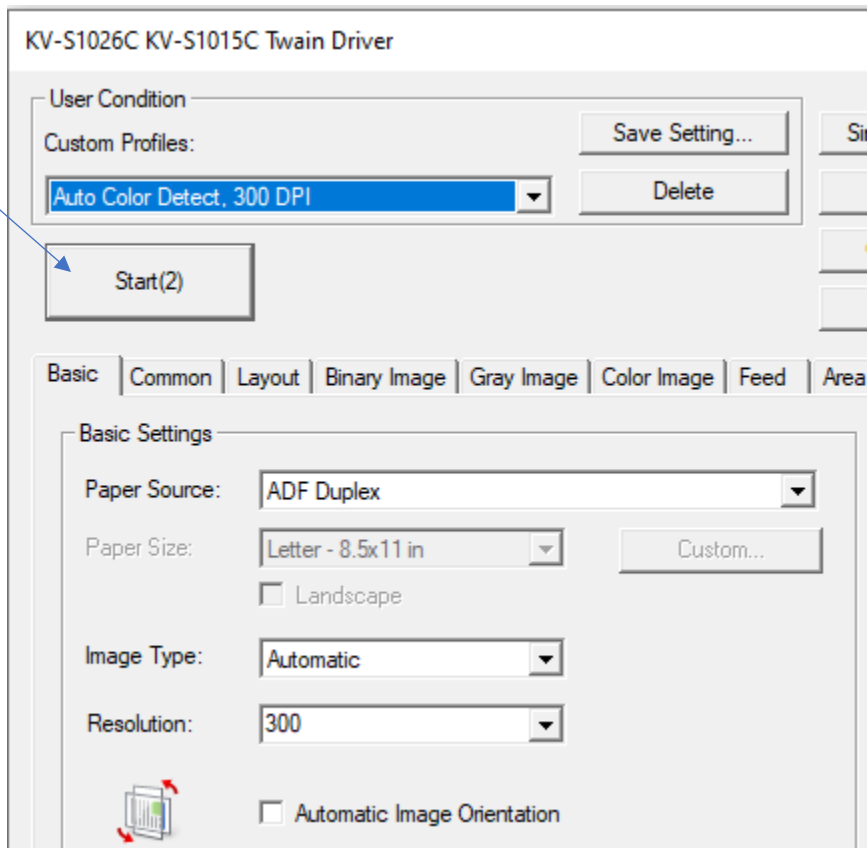 KV-S1026C KV-S1015C Twain Driver
User Condition
Custom Profiles:
Save Setting...
Auto Color Detect, 300 DPI
Delete
Start(2)
Basic Common Layout Binary Image Gray Image Color Image Feed Area
Basic Settings
Paper Source: ADF Duplex
Paper Size: Letter - 8.5x11 in Custom...
Landscape
Image Type: Automatic
Resolution: 300
Automatic Image Orientation